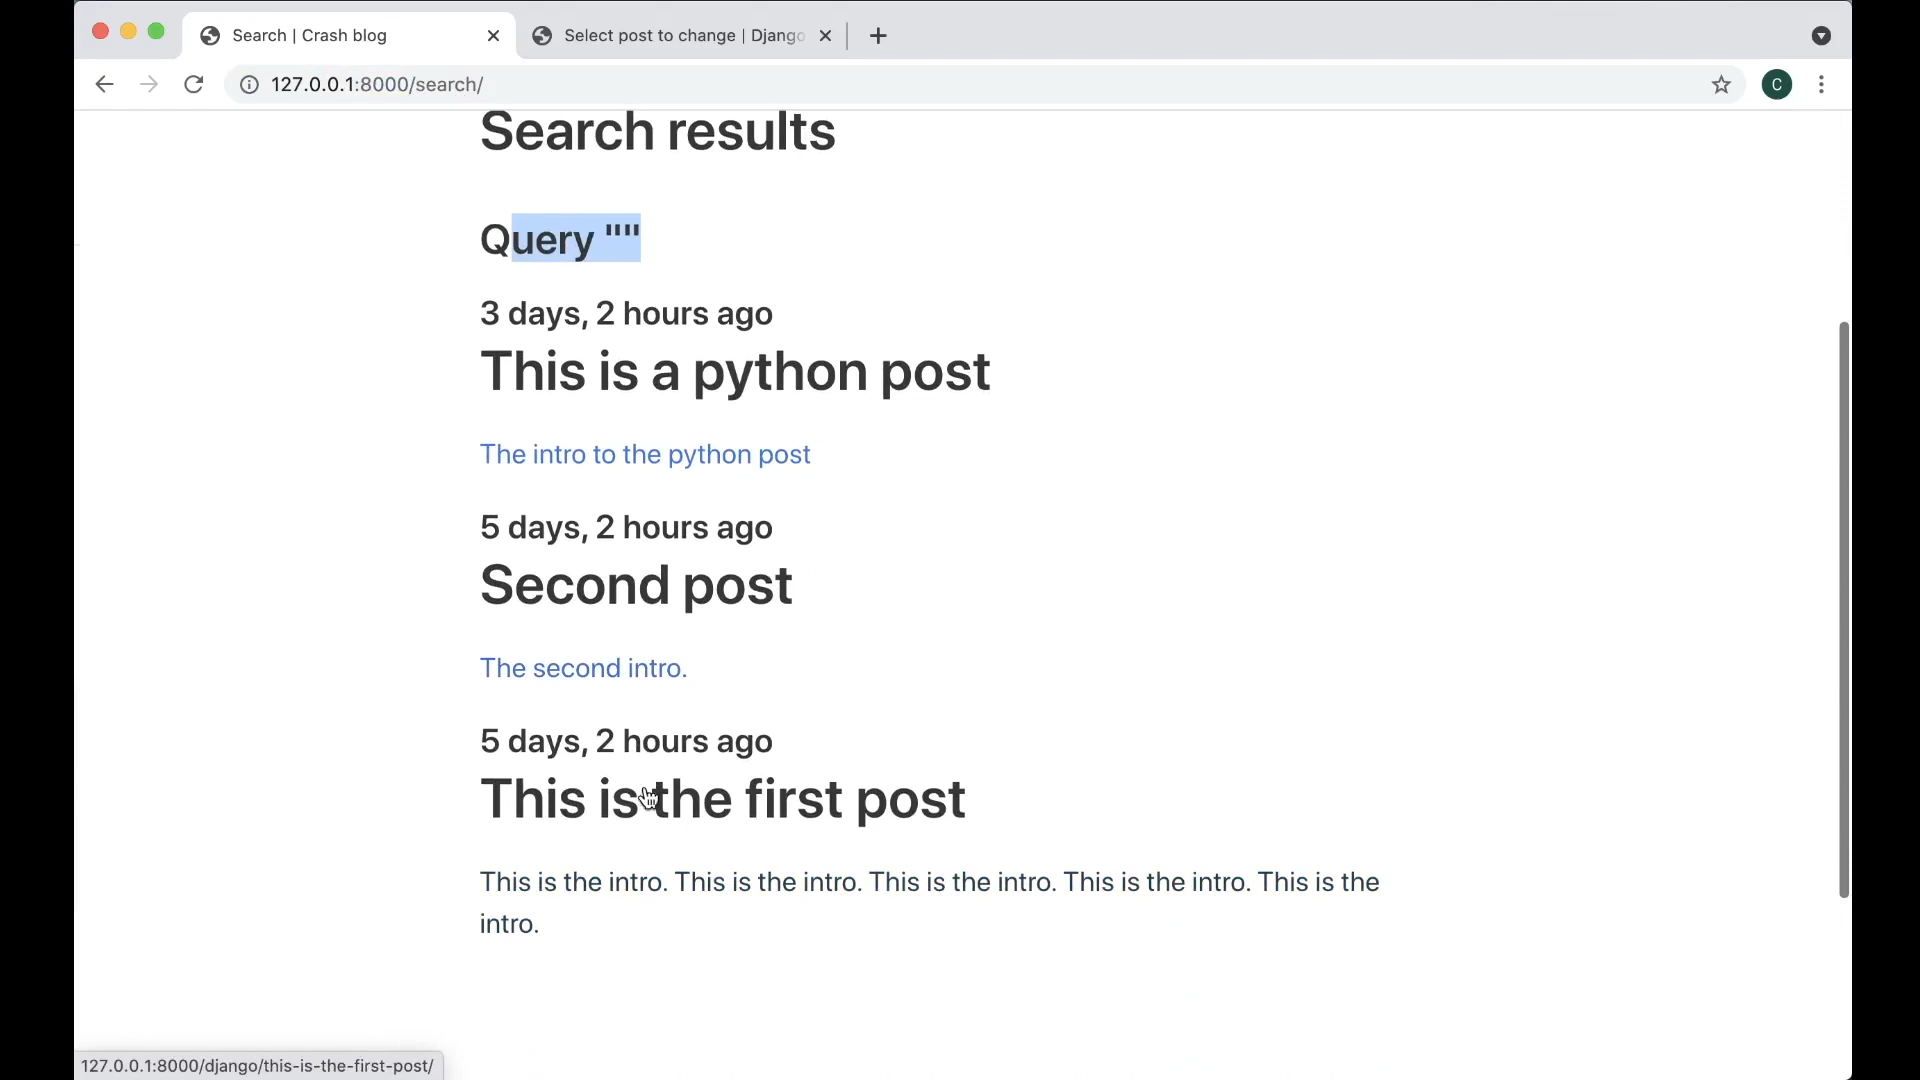 Search | Crash blog
Select post to change | Django
127.0.0.1:8000/search/
C
Search results
Query ""
3 days, 2 hours ago
This is a python post
The intro to the python post
5 days, 2 hours ago
Second post
The second intro.
5 days, 2 hours ago
This is the first post
This is the intro. This is the intro. This is the intro. This is the intro. This is the
intro.
127.0.0.1:8000/django/this-is-the-first-post/